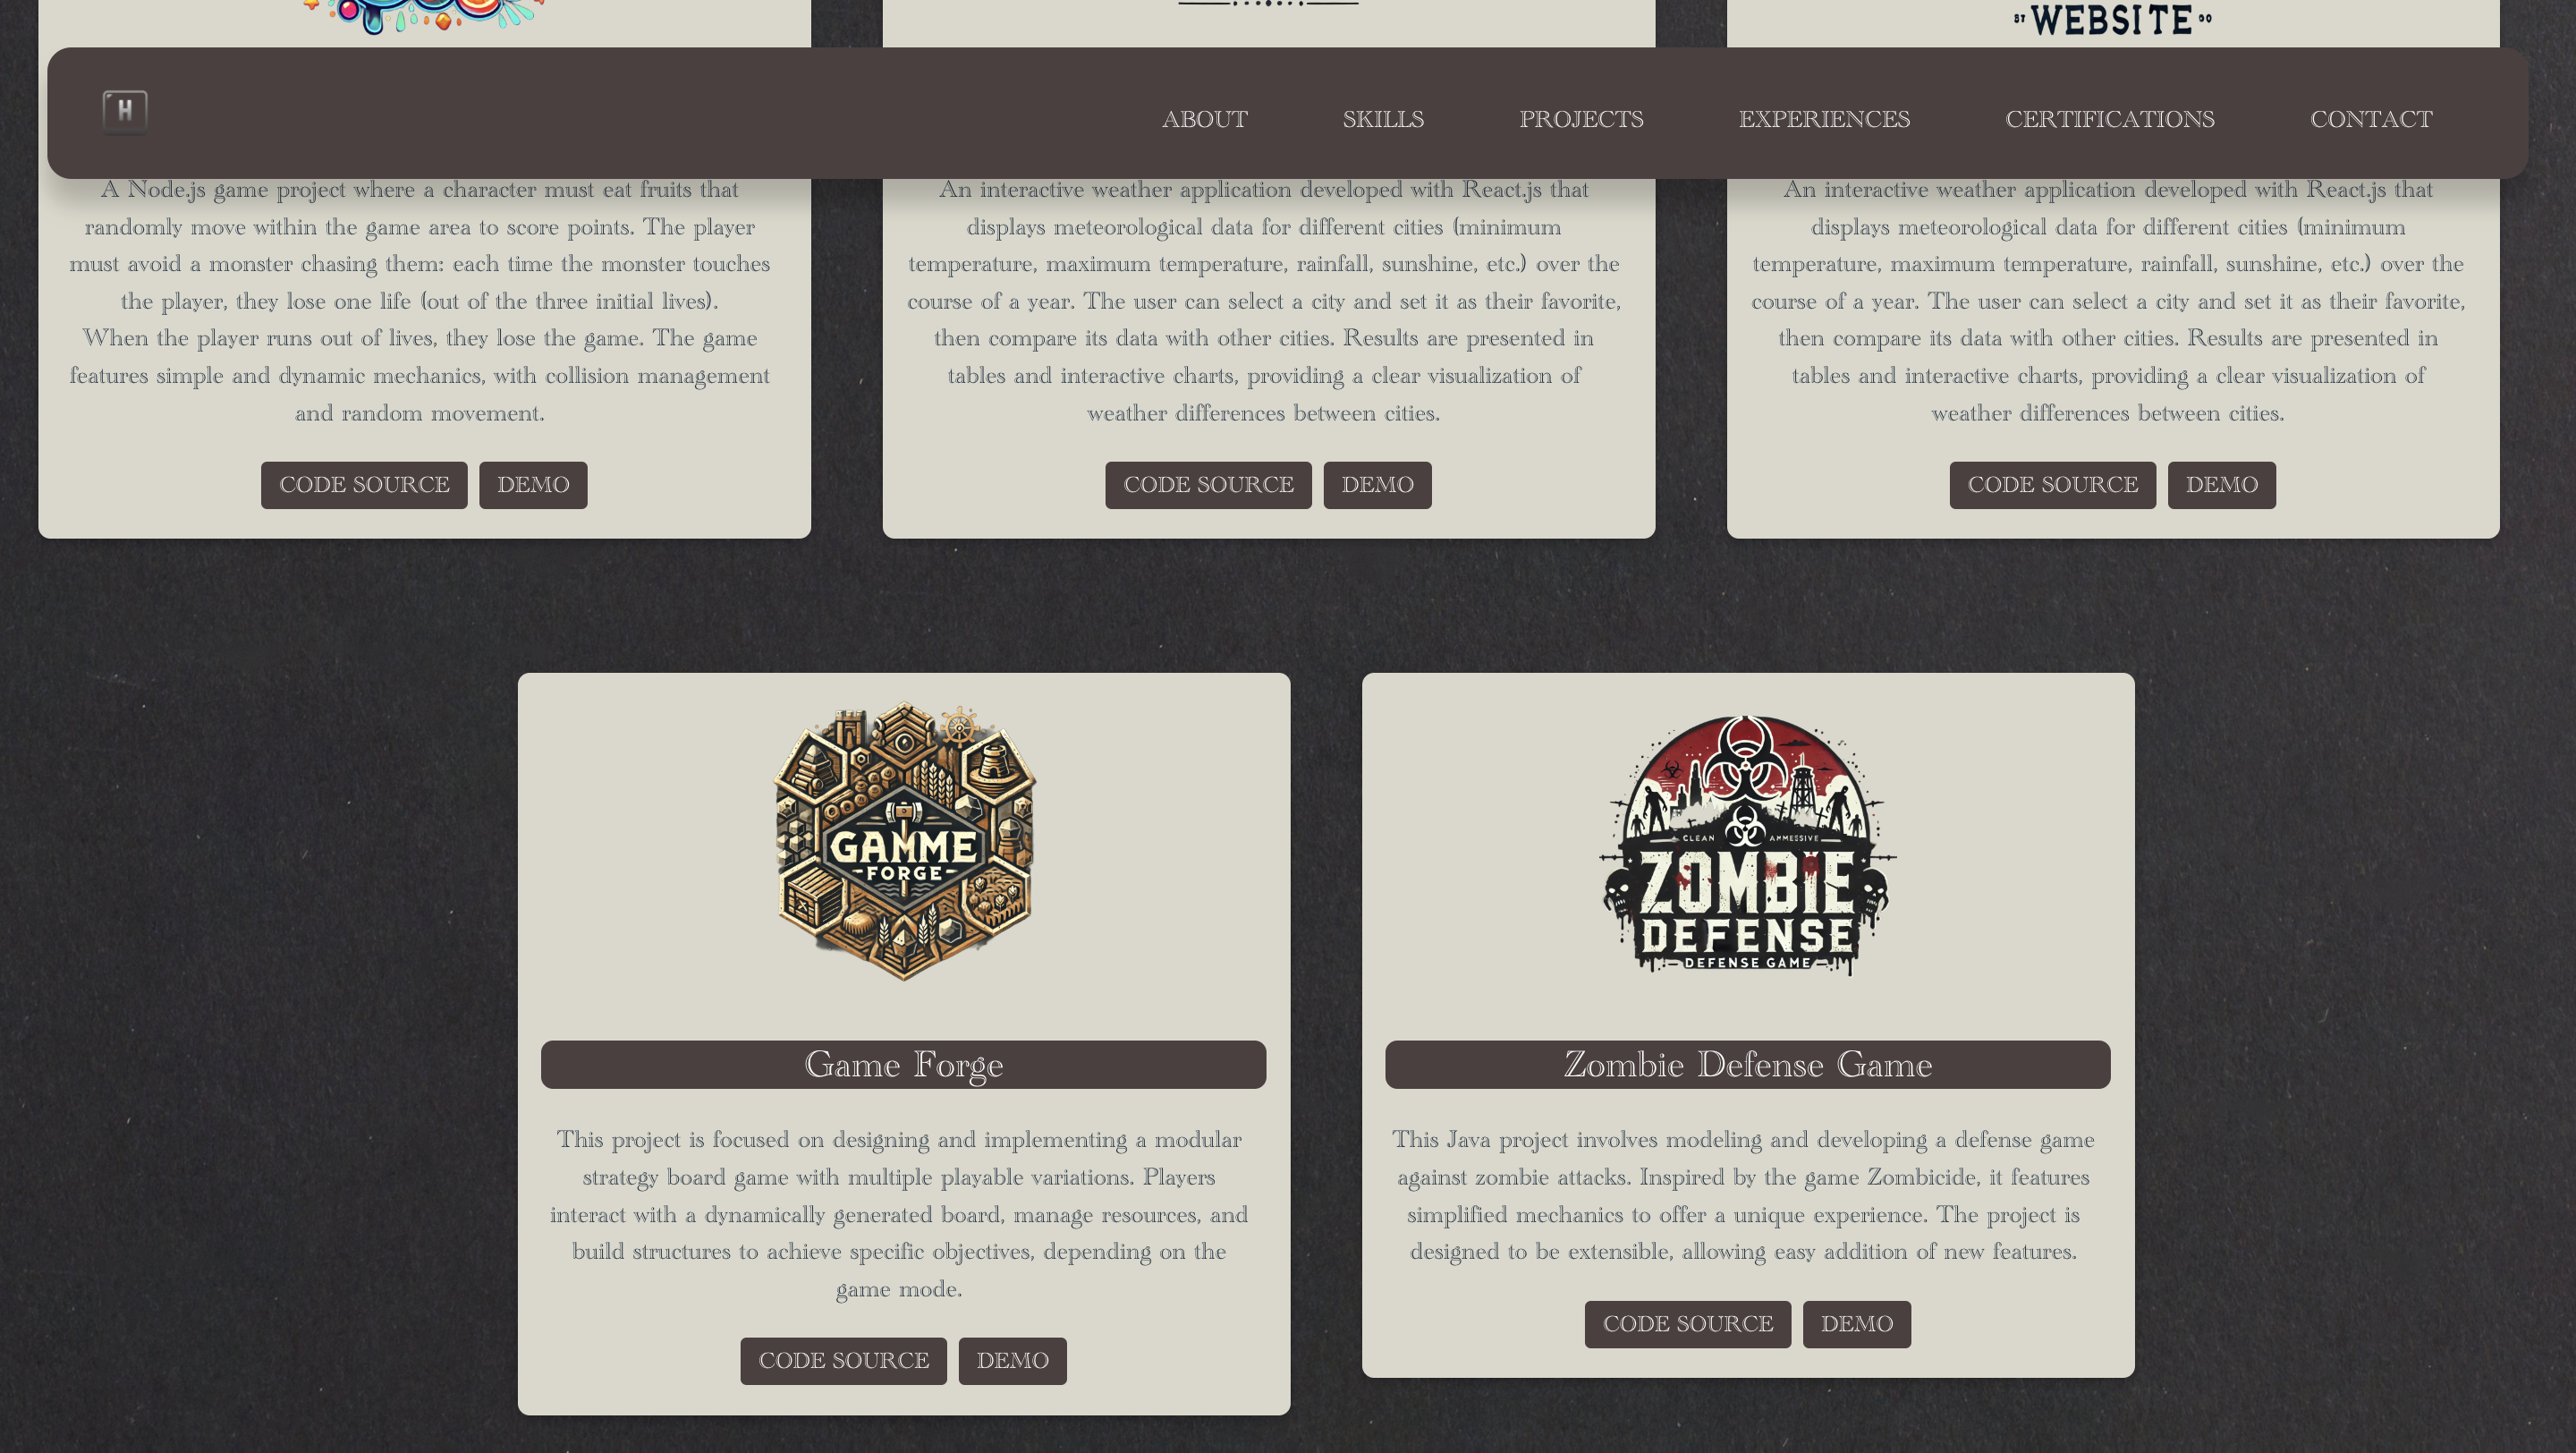 WEBSITE
H
ABOUT SKILLS PROJECTS EXPERIENCES CERTIFICATIONS CONTACT
A Node.js game project where a character must eat fruits that
randomly move within the game area to score points. The player
must avoid a monster chasing them: each time the monster touches
the player, they lose one life (out of the three initial lives).
When the player runs out of lives, they lose the game. The game
features simple and dynamic mechanics, with collision management
and random movement.
CODE SOURCE DEMO
An interactive weather application developed with React.js that
displays meteorological data for different cities (minimum
temperature, maximum temperature, rainfall, sunshine, etc.) over the
course of a year. The user can select a city and set it as their favorite,
then compare its data with other cities. Results are presented in
tables and interactive charts, providing a clear visualization of
weather differences between cities.
CODE SOURCE DEMO
An interactive weather application developed with React.js that
displays meteorological data for different cities (minimum
temperature, maximum temperature, rainfall, sunshine, etc.) over the
course of a year. The user can select a city and set it as their favorite,
then compare its data with other cities. Results are presented in
tables and interactive charts, providing a clear visualization of
weather differences between cities.
CODE SOURCE DEMO
GAMME
FORGE
Game Forge
This project is focused on designing and implementing a modular
strategy board game with multiple playable variations. Players
interact with a dynamically generated board, manage resources, and
build structures to achieve specific objectives, depending on the
game mode.
CODE SOURCE DEMO
CLEAN
ZOMBIE
DEFENSE
DEFENSE GAME
Zombie Defense Game
This Java project involves modeling and developing a defense game
against zombie attacks. Inspired by the game Zombicide, it features
simplified mechanics to offer a unique experience. The project is
designed to be extensible, allowing easy addition of new features.
CODE SOURCE DEMO